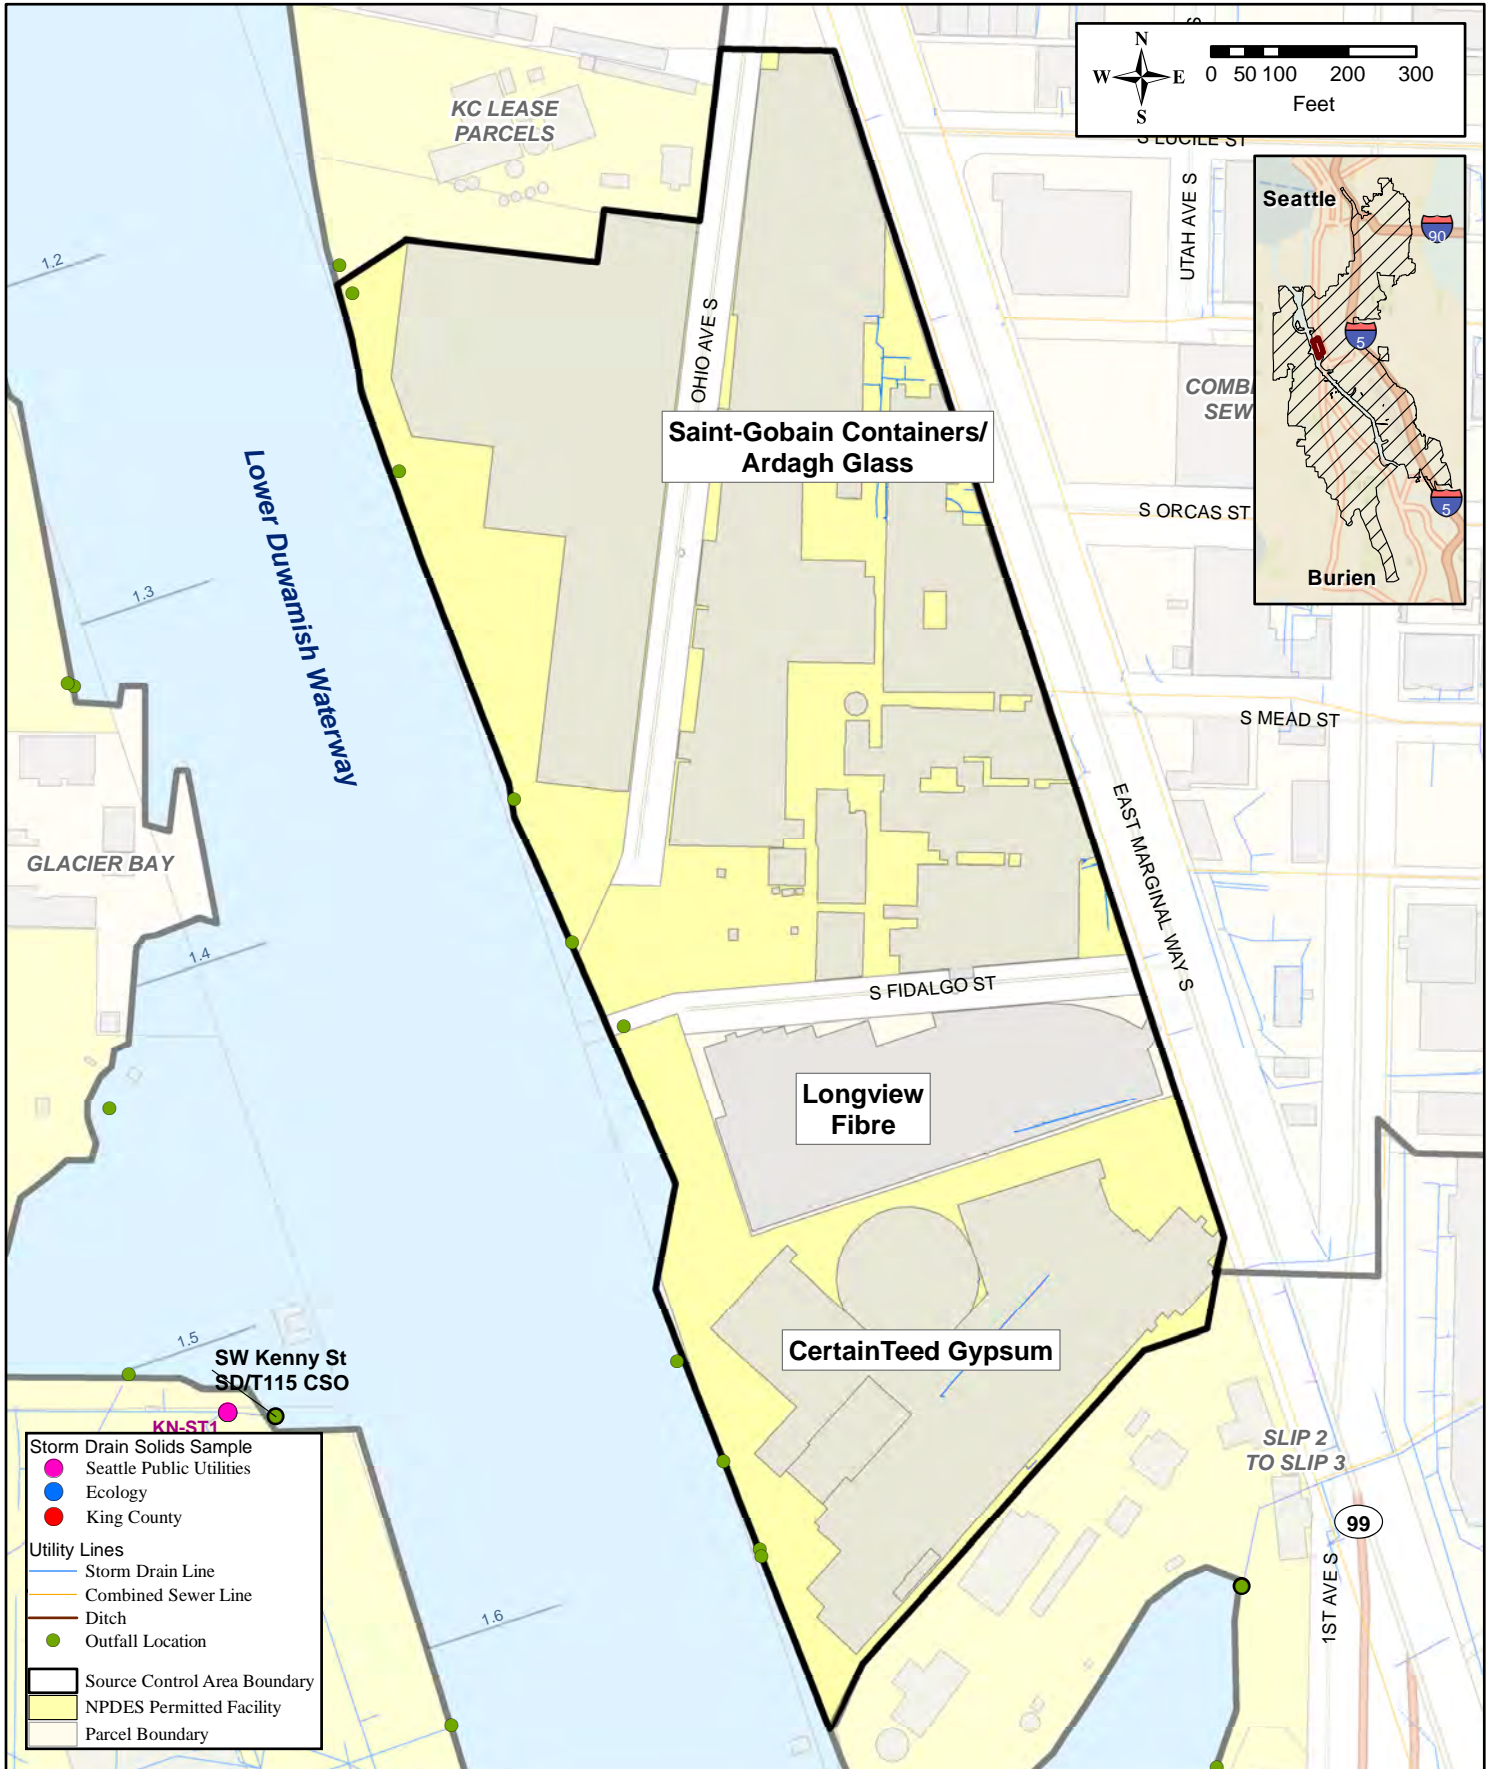 N
W E
S
0 50 100 200 300
Feet
S
S LUCILE ST
KC LEASE
PARCELS
UTAH AVE S
Seattle
90
5
5
Burien
1.2
OHIO AVE S
COMBI
SEW
Saint-Gobain Containers/
Ardagh Glass
S ORCAS ST
Lower Duwamish Waterway
1.3
S MEAD ST
EAST MARGINAL WAY S
GLACIER BAY
1.4
S FIDALGO ST
Longview
Fibre
CertainTeed Gypsum
1.5
SW Kenny St
SD/T115 CSO
KN-ST1
SLIP 2
TO SLIP 3
99
1ST AVE S
1.6
Storm Drain Solids Sample
Seattle Public Utilities
Ecology
King County
Utility Lines
Storm Drain Line
Combined Sewer Line
Ditch
Outfall Location
Source Control Area Boundary
NPDES Permitted Facility
Parcel Boundary